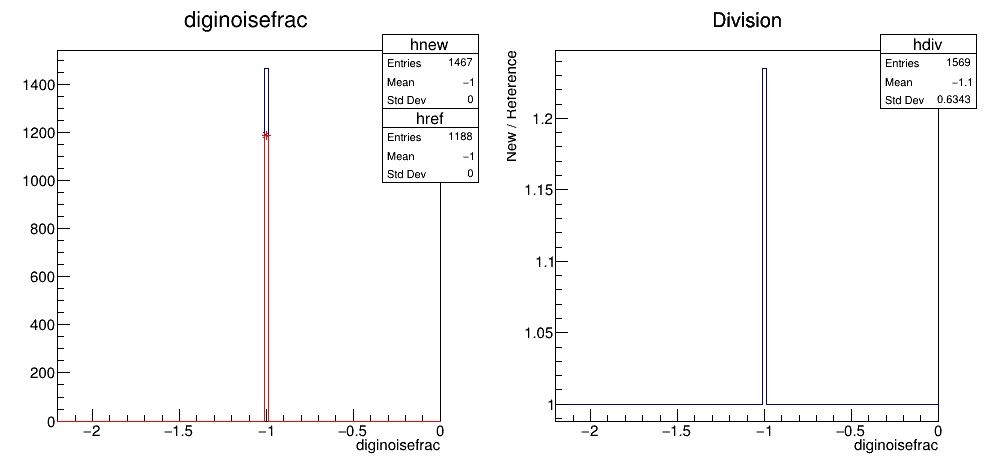 diginoisefrac
hnew
Entries 1467
Mean −1
Std Dev 0
href
Entries 1188
Mean −1
Std Dev 0
1400
1200
1000
800
600
400
200
0
−2 −1.5 −1 −0.5 0
diginoisefrac
Division
hdiv
Entries 1569
Mean −1.1
Std Dev 0.6343
New / Reference
1.2
1.15
1.1
1.05
1
−2 −1.5 −1 −0.5 0
diginoisefrac